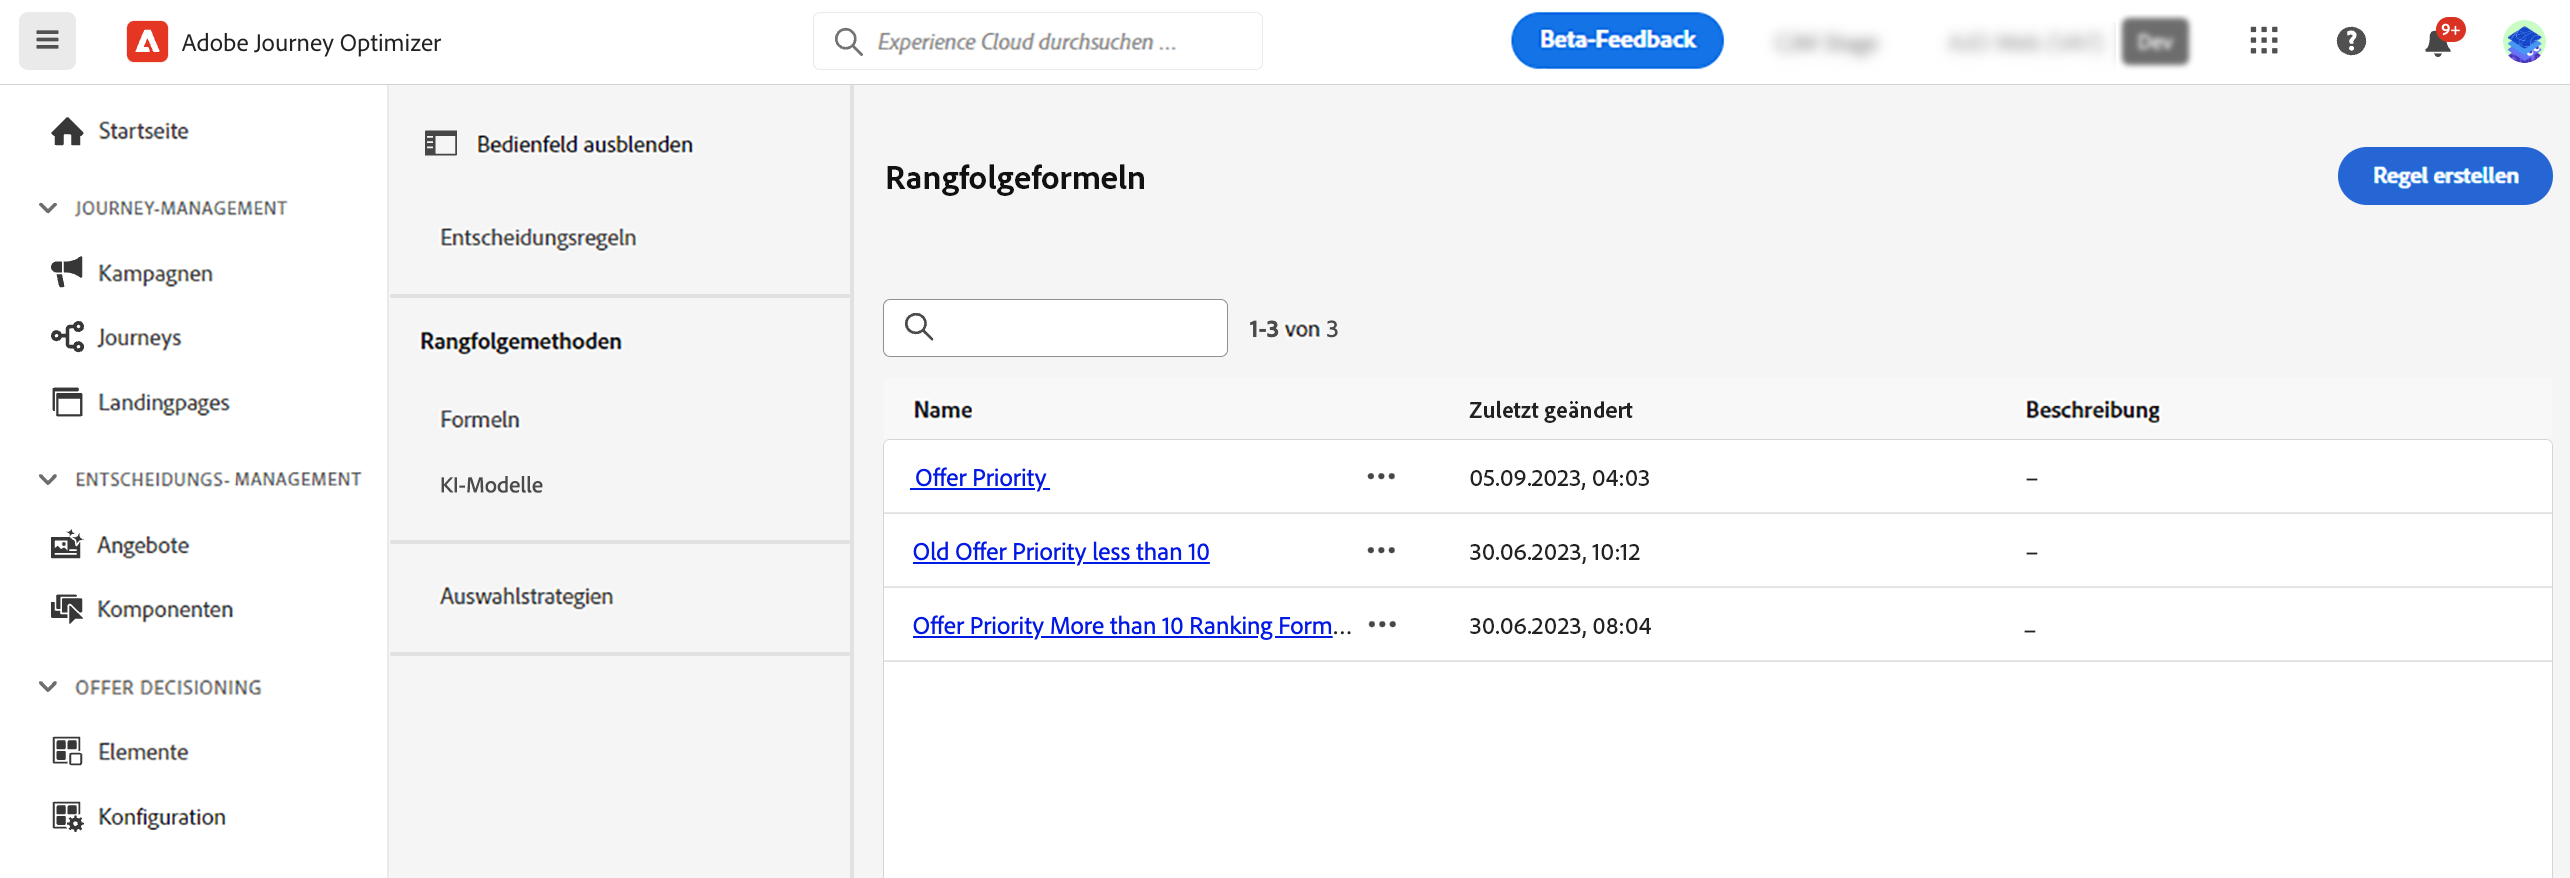 Adobe Journey Optimizer
Experience Cloud durchsuchen ...
Beta-Feedback
9+
Startseite
JOURNEY-MANAGEMENT
Kampagnen
Journeys
Landingpages
ENTSCHEIDUNGS- MANAGEMENT
Angebote
Komponenten
OFFER DECISIONING
Elemente
Konfiguration
Bedienfeld ausblenden
Entscheidungsregeln
Rangfolgemethoden
Formeln
KI-Modelle
Auswahlstrategien
Rangfolgeformeln
Regel erstellen
1-3 von 3
Name Zuletzt geändert Beschreibung
Offer Priority ••• 05.09.2023, 04:03 –
Old Offer Priority less than 10 ••• 30.06.2023, 10:12 –
Offer Priority More than 10 Ranking Form... ••• 30.06.2023, 08:04 –